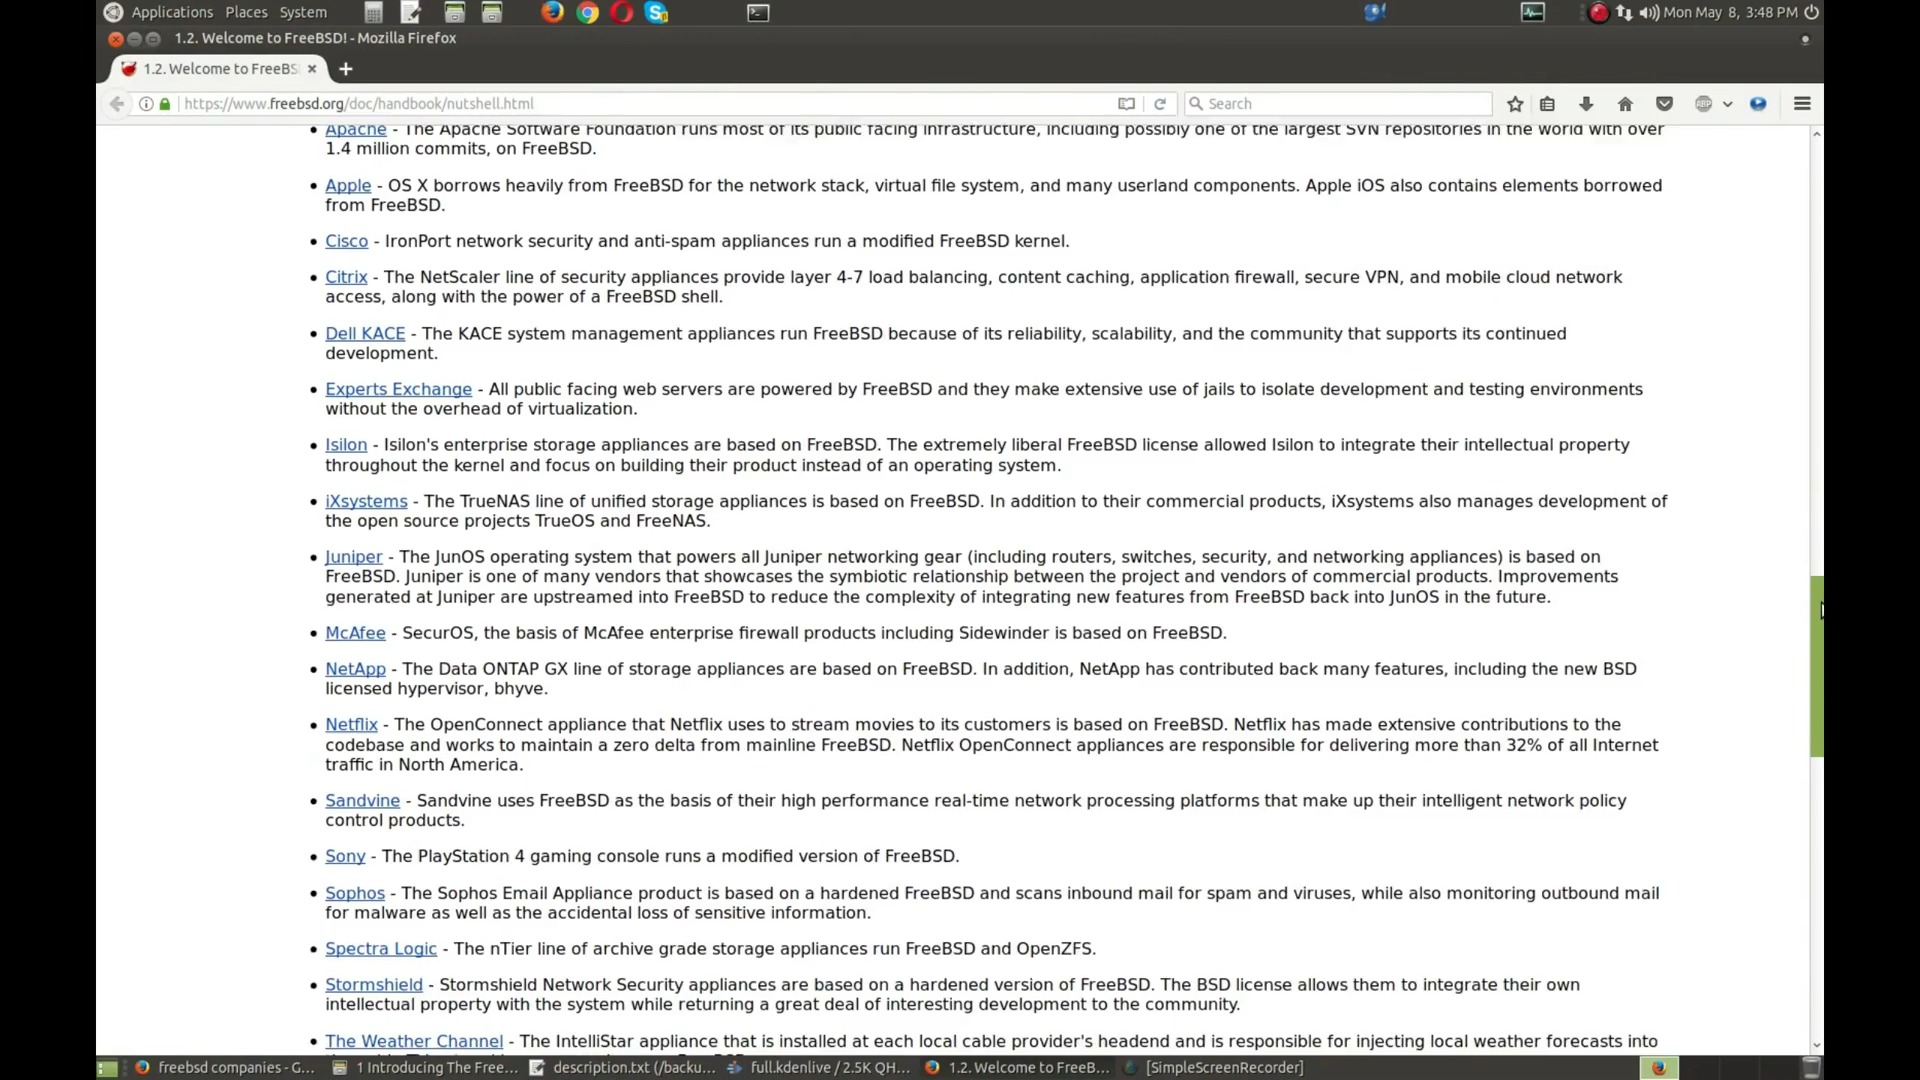 Applications Places System Mon May 8, 3:48 PM
1.2. Welcome to FreeBSD! - Mozilla Firefox
1.2. Welcome to FreeBS
https://www.freebsd.org/doc/handbook/nutshell.html Search ABP
• Apache - The Apache Software Foundation runs most of its public facing infrastructure, including possibly one of the largest SVN repositories in the world with over
1.4 million commits, on FreeBSD.
• Apple - OS X borrows heavily from FreeBSD for the network stack, virtual file system, and many userland components. Apple iOS also contains elements borrowed
from FreeBSD.
• Cisco - IronPort network security and anti-spam appliances run a modified FreeBSD kernel.
• Citrix - The NetScaler line of security appliances provide layer 4-7 load balancing, content caching, application firewall, secure VPN, and mobile cloud network
access, along with the power of a FreeBSD shell.
• Dell KACE - The KACE system management appliances run FreeBSD because of its reliability, scalability, and the community that supports its continued
development.
• Experts Exchange - All public facing web servers are powered by FreeBSD and they make extensive use of jails to isolate development and testing environments
without the overhead of virtualization.
• Isilon - Isilon's enterprise storage appliances are based on FreeBSD. The extremely liberal FreeBSD license allowed Isilon to integrate their intellectual property
throughout the kernel and focus on building their product instead of an operating system.
• iXsystems - The TrueNAS line of unified storage appliances is based on FreeBSD. In addition to their commercial products, iXsystems also manages development of
the open source projects TrueOS and FreeNAS.
• Juniper - The JunOS operating system that powers all Juniper networking gear (including routers, switches, security, and networking appliances) is based on
FreeBSD. Juniper is one of many vendors that showcases the symbiotic relationship between the project and vendors of commercial products. Improvements
generated at Juniper are upstreamed into FreeBSD to reduce the complexity of integrating new features from FreeBSD back into JunOS in the future.
• McAfee - SecurOS, the basis of McAfee enterprise firewall products including Sidewinder is based on FreeBSD.
• NetApp - The Data ONTAP GX line of storage appliances are based on FreeBSD. In addition, NetApp has contributed back many features, including the new BSD
licensed hypervisor, bhyve.
• Netflix - The OpenConnect appliance that Netflix uses to stream movies to its customers is based on FreeBSD. Netflix has made extensive contributions to the
codebase and works to maintain a zero delta from mainline FreeBSD. Netflix OpenConnect appliances are responsible for delivering more than 32% of all Internet
traffic in North America.
• Sandvine - Sandvine uses FreeBSD as the basis of their high performance real-time network processing platforms that make up their intelligent network policy
control products.
• Sony - The PlayStation 4 gaming console runs a modified version of FreeBSD.
• Sophos - The Sophos Email Appliance product is based on a hardened FreeBSD and scans inbound mail for spam and viruses, while also monitoring outbound mail
for malware as well as the accidental loss of sensitive information.
• Spectra Logic - The nTier line of archive grade storage appliances run FreeBSD and OpenZFS.
• Stormshield - Stormshield Network Security appliances are based on a hardened version of FreeBSD. The BSD license allows them to integrate their own
intellectual property with the system while returning a great deal of interesting development to the community.
• The Weather Channel - The IntelliStar appliance that is installed at each local cable provider's headend and is responsible for injecting local weather forecasts into
freebsd companies - G... 1 Introducing The Free... description.txt (/backu... full.kdenlive / 2.5K QH... 1.2. Welcome to FreeB... [SimpleScreenRecorder]